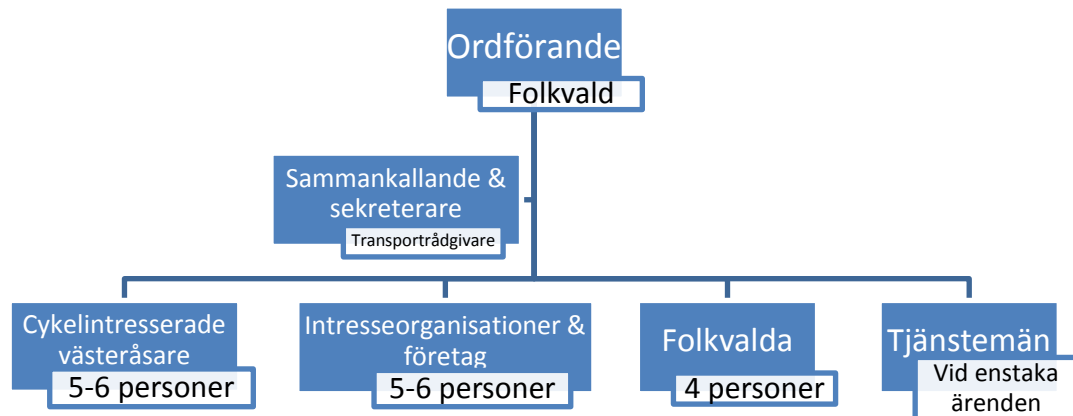 Ordförande
Folkvald
Sammankallande &
sekreterare
Transportrådgivare
Cykelintresserade
västeråsare
5-6 personer
Intresseorganisationer &
företag
5-6 personer
Folkvalda
4 personer
Tjänstemän
Vid enstaka
ärenden